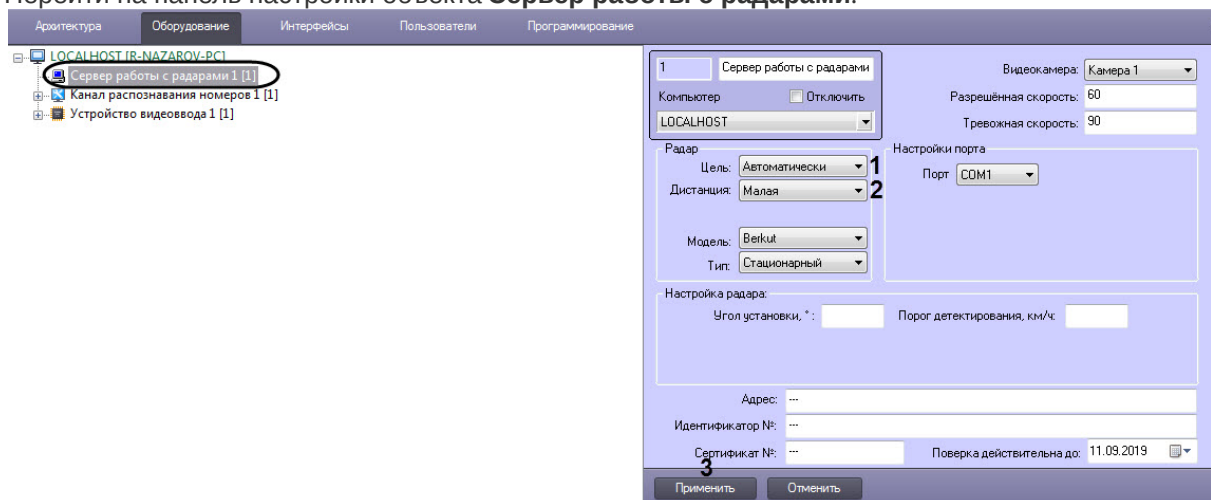 Перейти на панель настройки объекта Сервер работы с радарами.
Архитектура Оборудование Интерфейсы Пользователи Программирование
LOCALHOST [R-NAZAROV-PC]
Сервер работы с радарами 1 [1]
Канал распознавания номеров 1 [1]
Устройство видеоввода 1 [1]
1 Сервер работы с радарами
Компьютер Отключить
LOCALHOST
Видеокамера: Камера 1
Разрешённая скорость: 60
Тревожная скорость: 90
Радар
Цель: Автоматически 1
Дистанция: Малая 2
Модель: Berkut
Тип: Стационарный
Настройки порта
Порт COM1
Настройка радара:
Угол установки, ° : Порог детектирования, км/ч:
Адрес: ---
Идентификатор №: ---
Сертификат №: --- Поверка действительна до: 11.09.2019
3
Применить Отменить